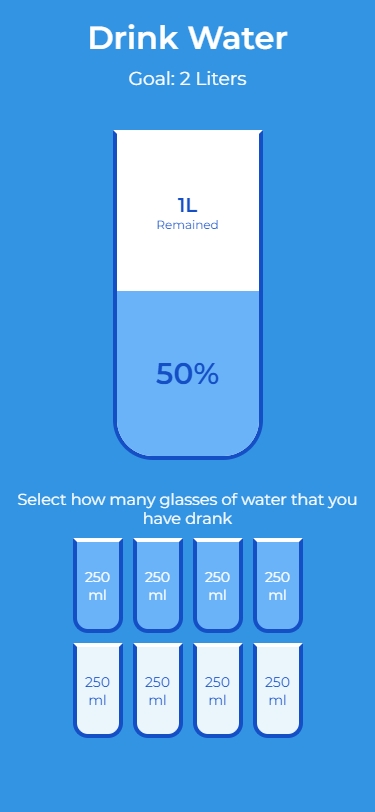 Drink Water
Goal: 2 Liters
1L
Remained
50%
Select how many glasses of water that you
have drank
250 250 250 250
ml ml ml ml
250 250 250 250
ml ml ml ml